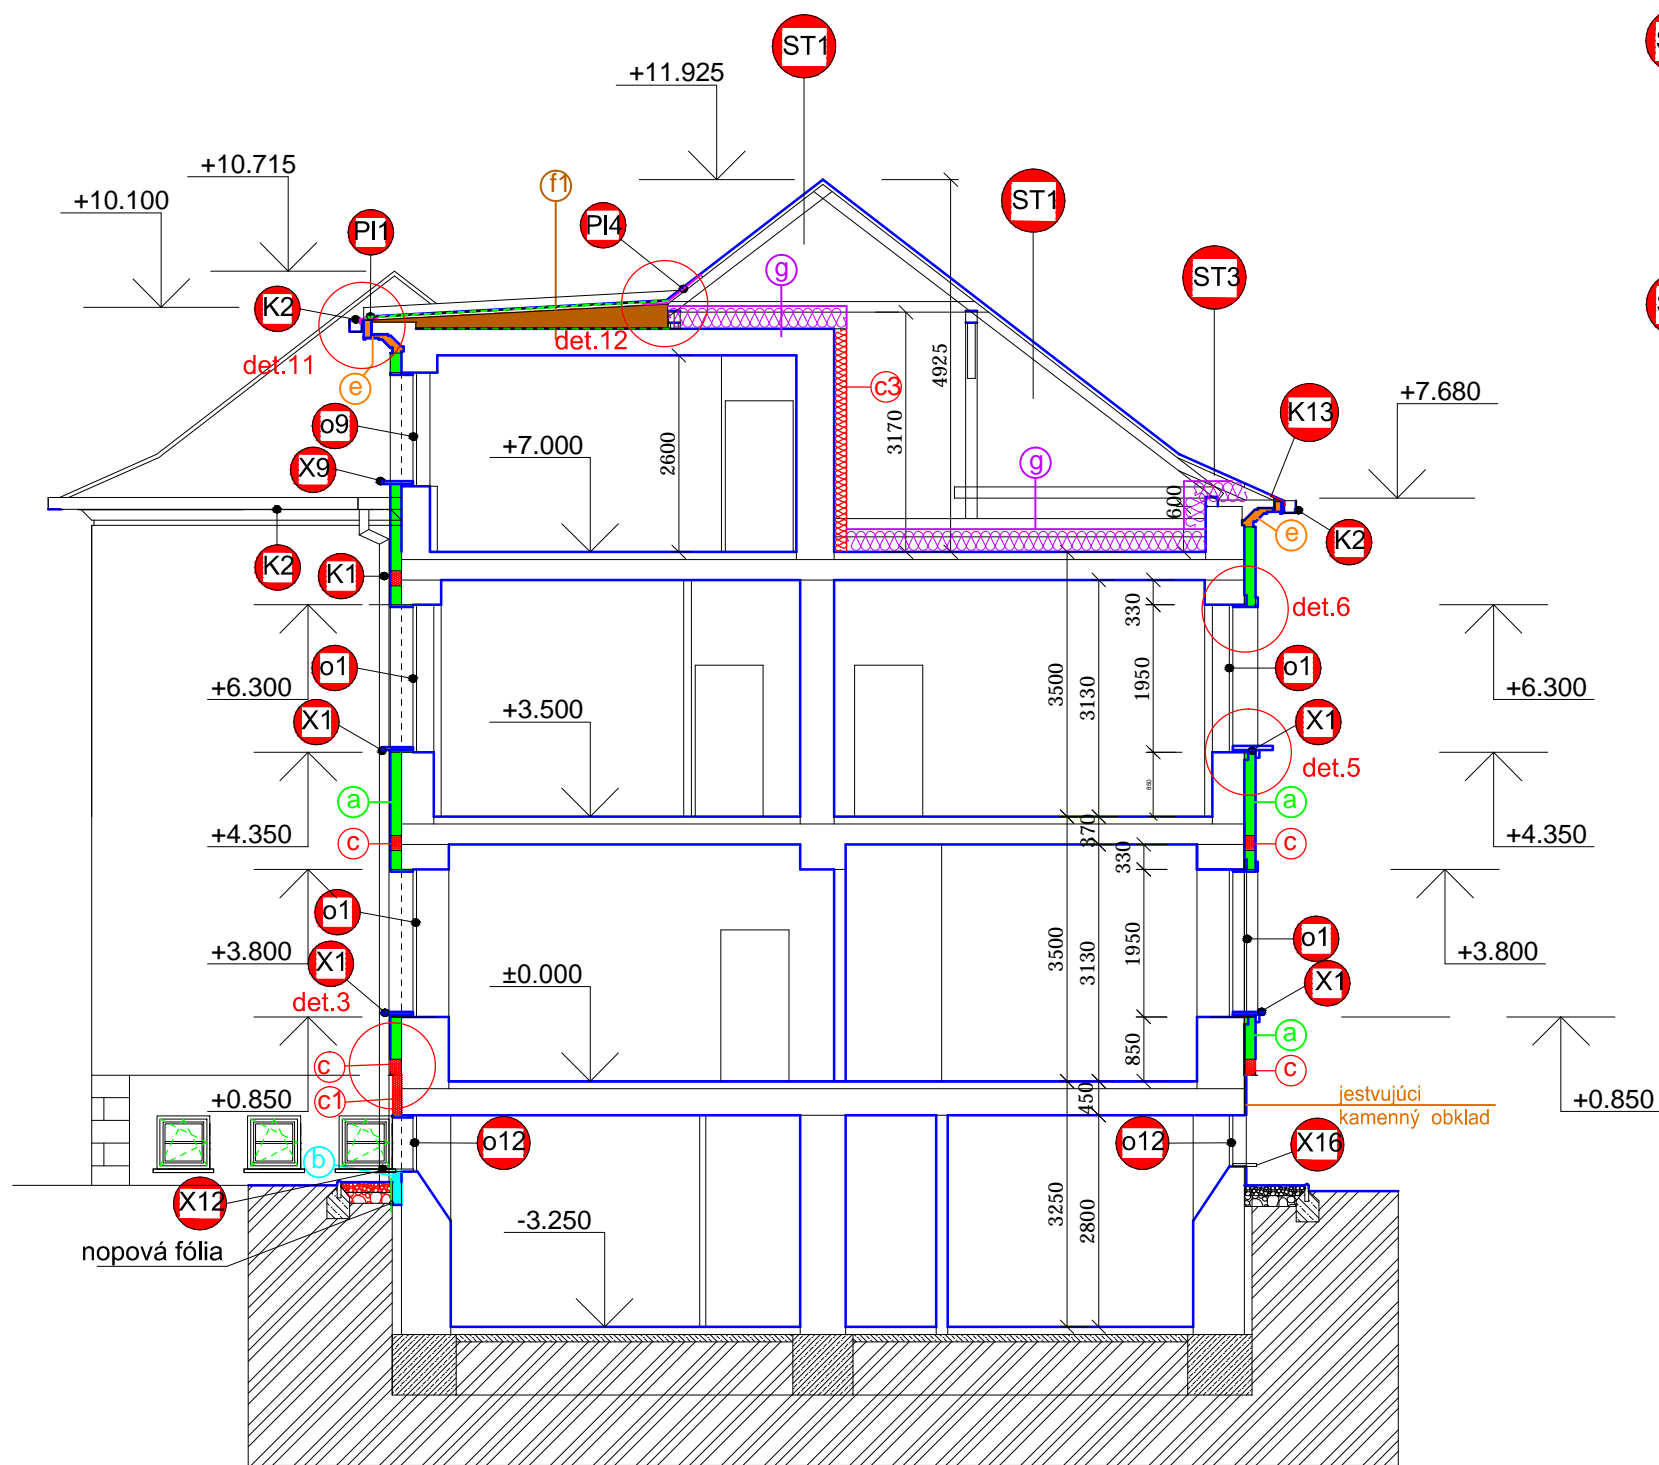 ST1
+11.925
+10.715
f1
ST1
+10.100
PI1
PI4
g
ST3
K2
det.11
det.12
e
c3
4925
3170
+7.680
K13
o9
+7.000
2600
X9
g
600
e
K2
K2
K1
330
det.6
o1
+6.300
+3.500
3500
3130
1950
o1
+6.300
X1
X1
det.5
850
a
a
+4.350
c
370
330
c
+4.350
o1
+3.800
X1
±0.000
3500
3130
1950
o1
+3.800
det.3
X1
850
a
c
c1
c
+0.850
450
jestvujúci
kamenný obklad
+0.850
b
o12
o12
X16
X12
-3.250
3250
2800
nopová fólia